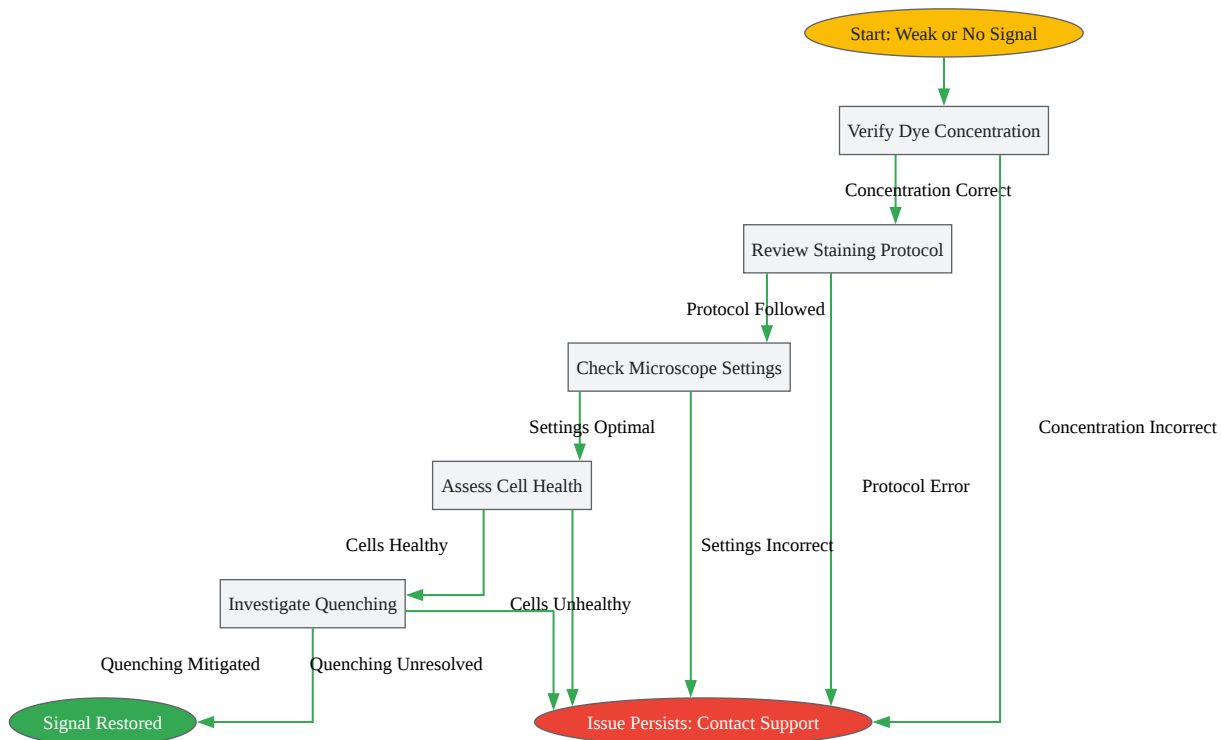 Start: Weak or No Signal
Verify Dye Concentration
Concentration Correct
Review Staining Protocol
Protocol Followed
Check Microscope Settings
Settings Optimal
Concentration Incorrect
Assess Cell Health
Protocol Error
Cells Healthy
Settings Incorrect
Investigate Quenching
Cells Unhealthy
Quenching Mitigated
Quenching Unresolved
Signal Restored
Issue Persists: Contact Support